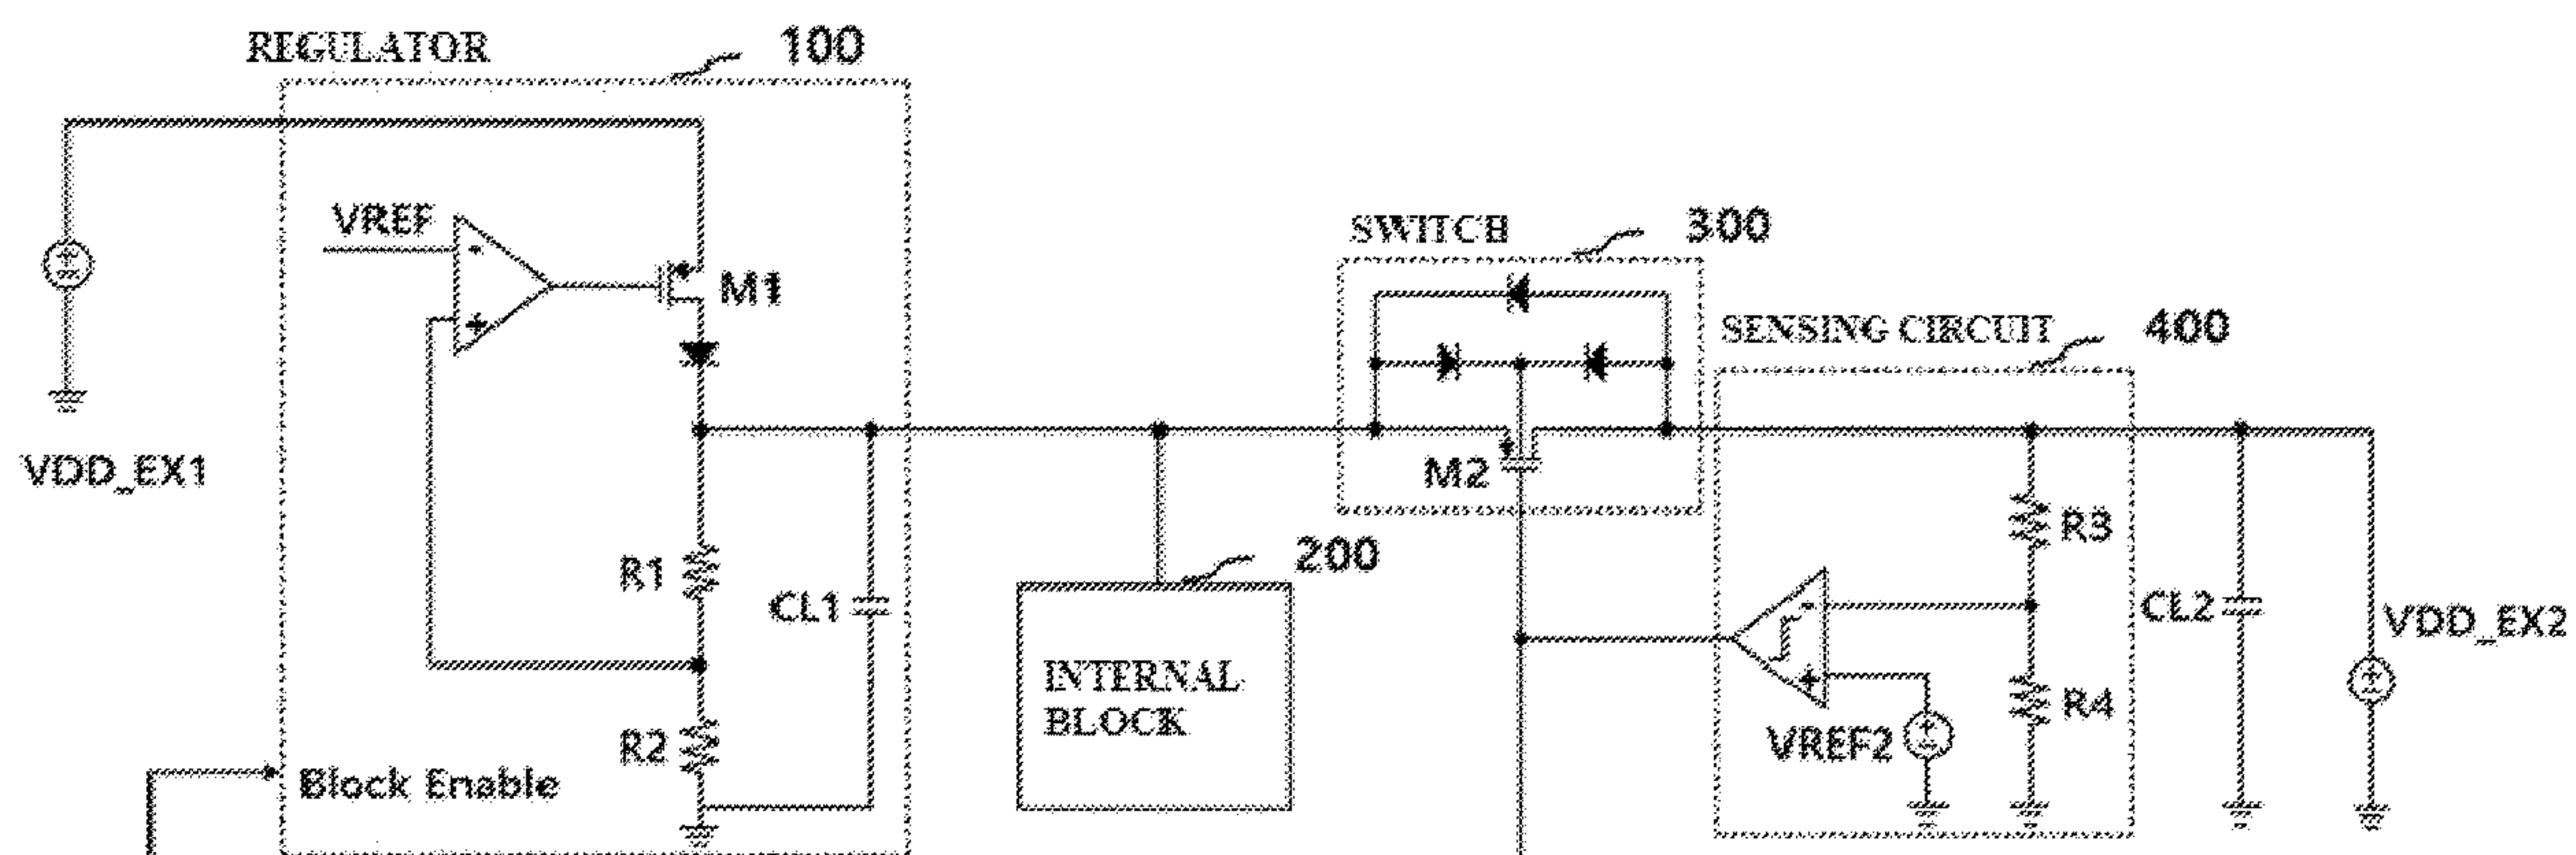 REGULATOR
100
VREF
-
+
M1
VDD_EX1
SWITCH
300
M2
SENSING CIRCUIT
400
R1
CL1
R2
Block Enable
200
INTERNAL
BLOCK
R3
-
+
R4
VREF2
CL2
VDD_EX2